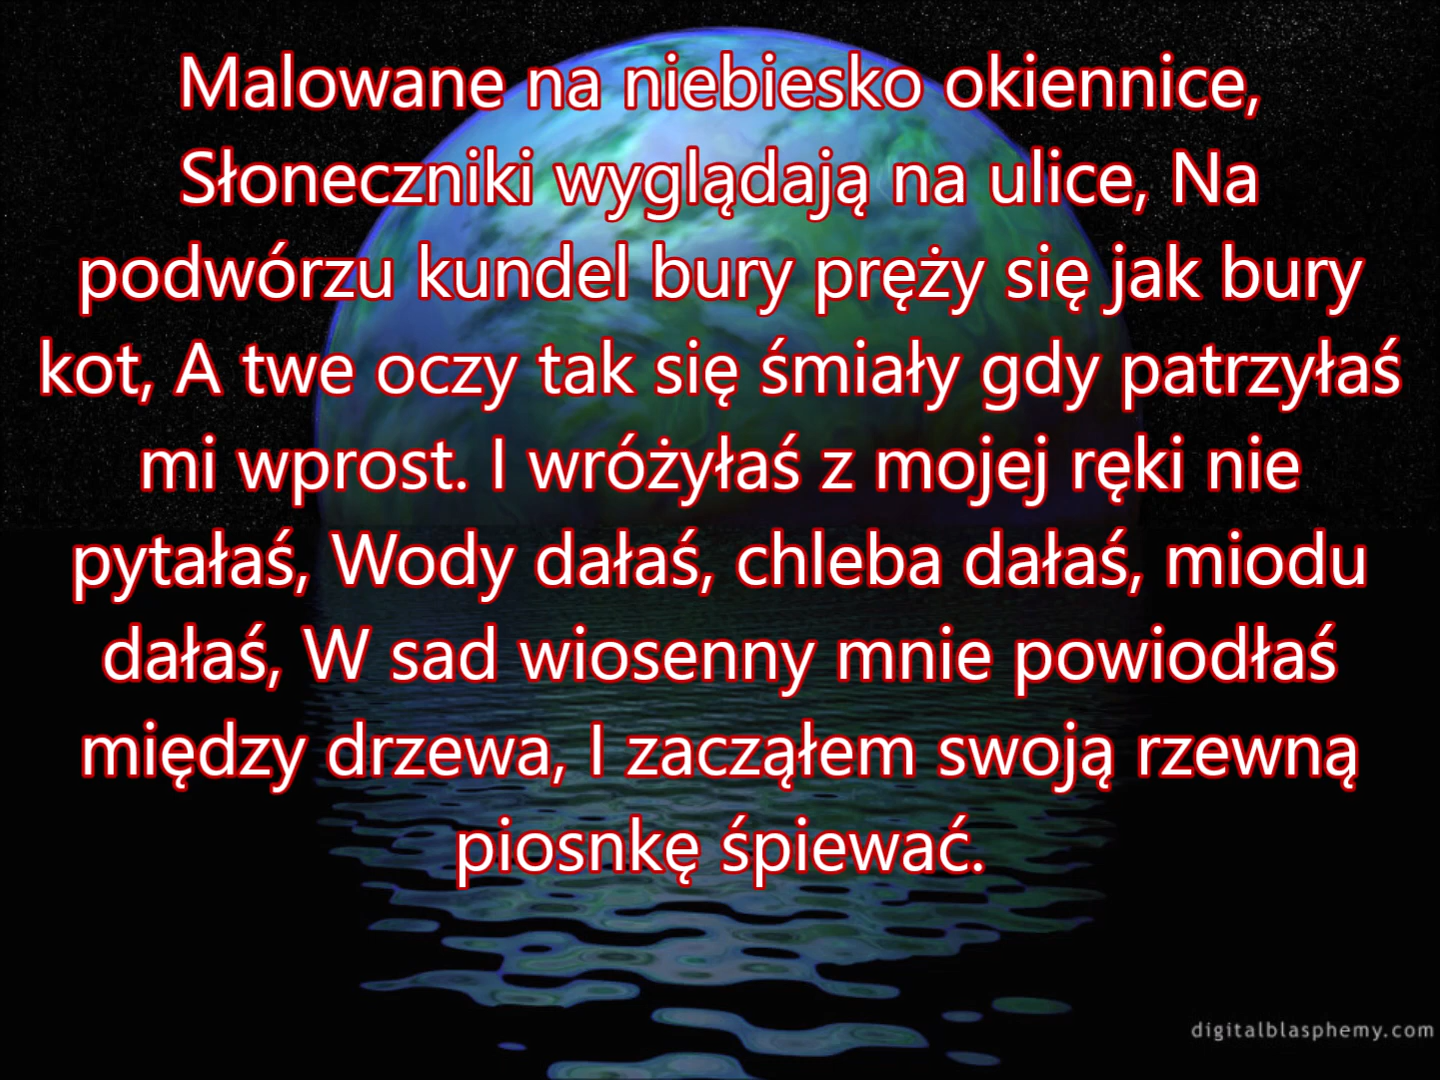 Malowane na niebiesko okiennice,
Słoneczniki wyglądają na ulice, Na
podwórzu kundel bury pręży się jak bury
kot, A twe oczy tak się śmiały gdy patrzyłaś
mi wprost. I wróżyłaś z mojej ręki nie
pytałaś, Wody dałaś, chleba dałaś, miodu
dałaś, W sad wiosenny mnie powiodłaś
między drzewa, I zacząłem swoją rzewną
piosnkę śpiewać.
digitalblasphemy.com